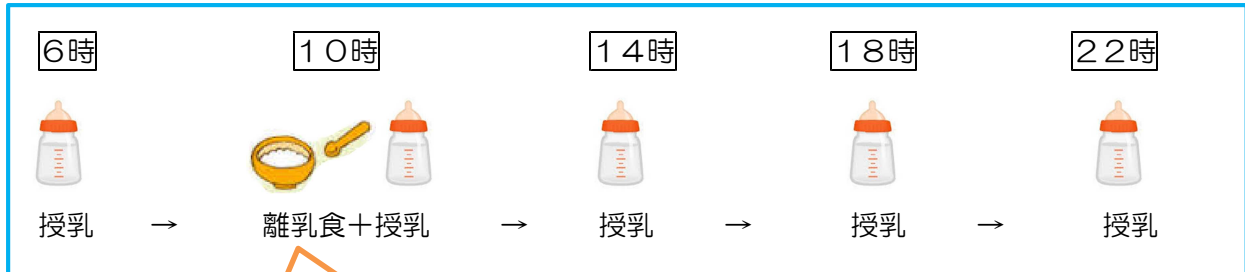 ６時 １０時 １４時 １８時 ２２時
授乳 → 離乳食＋授乳 → 授乳 → 授乳 → 授乳